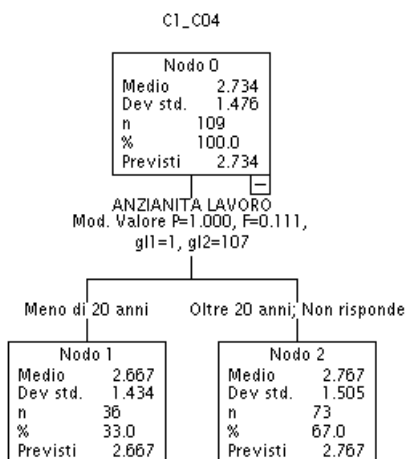 C1_C04
Nodo 0
Medio 2.734
Dev std. 1.476
n 109
% 100.0
Previsti 2.734
ANZIANITA LAVORO
Mod. Valore P=1.000, F=0.111,
gl1=1, gl2=107
Meno di 20 anni
Oltre 20 anni; Non risponde
Nodo 1
Medio 2.667
Dev std. 1.434
n 36
% 33.0
Previsti 2.667
Nodo 2
Medio 2.767
Dev std. 1.505
n 73
% 67.0
Previsti 2.767